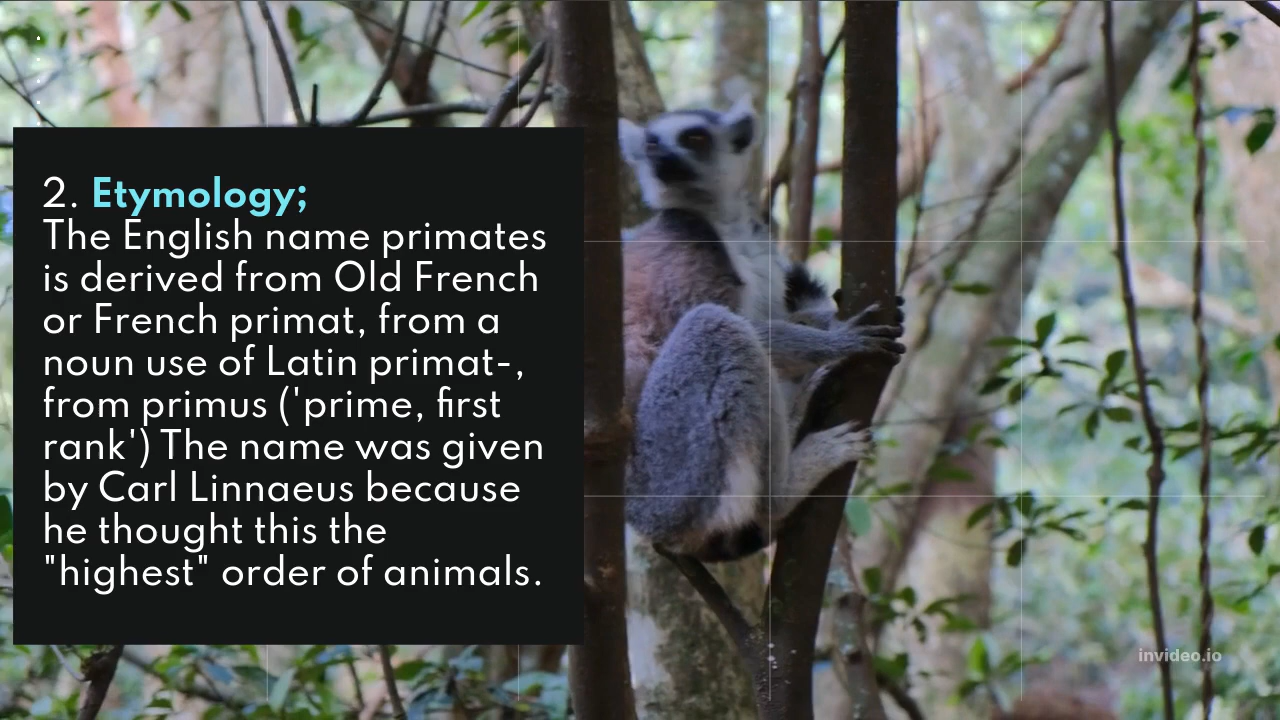 2. Etymology;
The English name primates
is derived from Old French
or French primat, from a
noun use of Latin primat-,
from primus ('prime, first
rank') The name was given
by Carl Linnaeus because
he thought this the
"highest" order of animals.
invideo.io